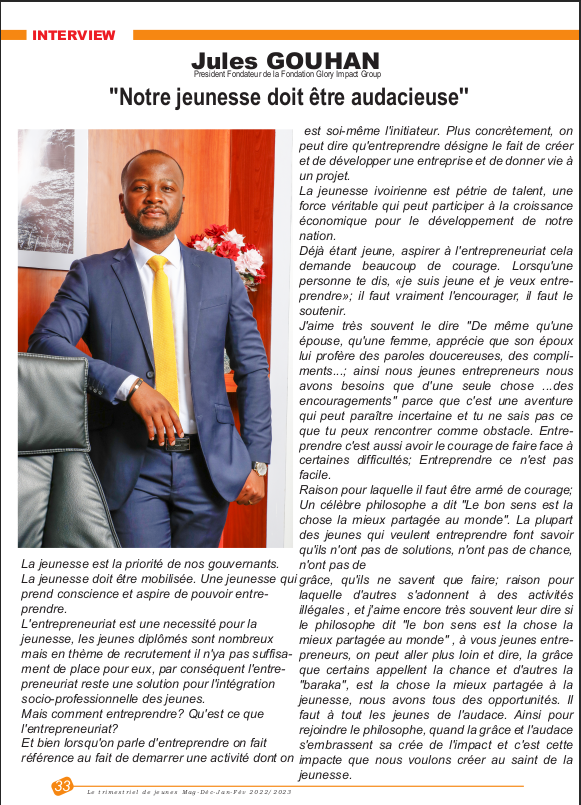 INTERVIEW
Jules GOUHAN
President Fondateur de la Fondation Glory Impact Group
"Notre jeunesse doit être audacieuse"
La jeunesse est la priorité de nos gouvernants.
La jeunesse doit être mobilisée. Une jeunesse qui
prend conscience et aspire de pouvoir entre-
prendre.
L'entrepreneuriat est une necessité pour la
jeunesse, les jeunes diplômés sont nombreux
mais en thème de recrutement il n'ya pas suffisa-
ment de place pour eux, par conséquent l'entre-
preneuriat reste une solution pour l'intégration
socio-professionnelle des jeunes.
Mais comment entreprendre? Qu'est ce que
l'entrepreneuriat?
Et bien lorsqu'on parle d'entreprendre on fait
référence au fait de demarrer une activité dont on
est soi-même l'initiateur. Plus concrètement, on
peut dire qu'entreprendre désigne le fait de créer
et de développer une entreprise et de donner vie à
un projet.
La jeunesse ivoirienne est pétrie de talent, une
force véritable qui peut participer à la croissance
économique pour le développement de notre
nation.
Déjà étant jeune, aspirer à l'entrepreneuriat cela
demande beaucoup de courage. Lorsqu'une
personne te dis, «je suis jeune et je veux entre-
prendre»; il faut vraiment l'encourager, il faut le
soutenir.
J'aime très souvent le dire "De même qu'une
épouse, qu'une femme, apprécie que son époux
lui profère des paroles doucereuses, des compli-
ments...; ainsi nous jeunes entrepreneurs nous
avons besoins que d'une seule chose ...des
encouragements" parce que c'est une aventure
qui peut paraître incertaine et tu ne sais pas ce
que tu peux rencontrer comme obstacle. Entre-
prendre c'est aussi avoir le courage de faire face à
certaines difficultés; Entreprendre ce n'est pas
facile.
Raison pour laquelle il faut être armé de courage;
Un célèbre philosophe a dit "Le bon sens est la
chose la mieux partagée au monde". La plupart
des jeunes qui veulent entreprendre font savoir
qu'ils n'ont pas de solutions, n'ont pas de chance,
n'ont pas de
grâce, qu'ils ne savent que faire; raison pour
laquelle d'autres s'adonnent à des activités
illégales , et j'aime encore très souvent leur dire si
le philosophe dit "le bon sens est la chose la
mieux partagée au monde" , à vous jeunes entre-
preneurs, on peut aller plus loin et dire, la grâce
que certains appellent la chance et d'autres la
"baraka", est la chose la mieux partagée à la
jeunesse, nous avons tous des opportunités. Il
faut à tout les jeunes de l'audace. Ainsi pour
rejoindre le philosophe, quand la grâce et l'audace
s'embrassent sa crée de l'impact et c'est cette
impacte que nous voulons créer au saint de la
jeunesse.
33
Le trimestriel de jeunes Mag-Déc-Jan-Fév 2022/2023